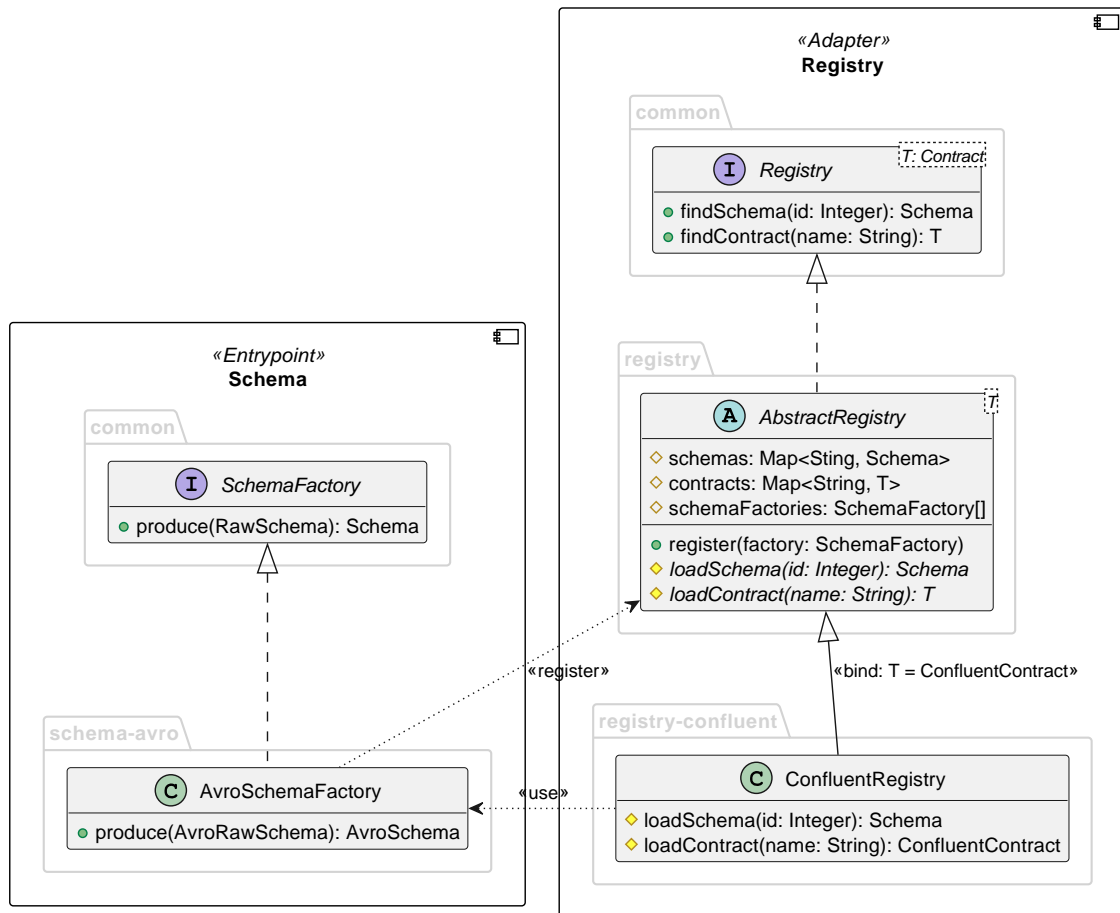 «Adapter»
Registry
common
I Registry
T: Contract
findSchema(id: Integer): Schema
findContract(name: String): T
registry
A AbstractRegistry
T
schemas: Map<Sting, Schema>
contracts: Map<String, T>
schemaFactories: SchemaFactory[]
register(factory: SchemaFactory)
loadSchema(id: Integer): Schema
loadContract(name: String): T
«Entrypoint»
Schema
common
I SchemaFactory
produce(RawSchema): Schema
«register»
«bind: T = ConfluentContract»
schema-avro
C AvroSchemaFactory
produce(AvroRawSchema): AvroSchema
«use»
registry-confluent
C ConfluentRegistry
loadSchema(id: Integer): Schema
loadContract(name: String): ConfluentContract